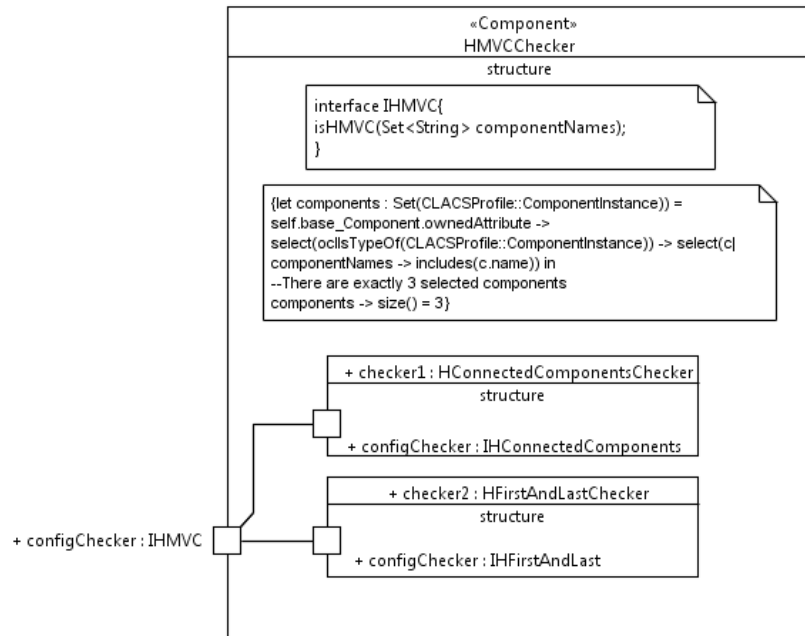 «Component»
HMVCChecker
structure
interface IHMVC{
isHMVC(Set<String> componentNames);
}
{let components : Set(CLACSProfile::ComponentInstance)) =
self.base_Component.ownedAttribute ->
select(oclIsTypeOf(CLACSProfile::ComponentInstance)) -> select(c|
componentNames -> includes(c.name)) in
--There are exactly 3 selected components
components -> size() = 3}
+ checker1 : HConnectedComponentsChecker
structure
+ configChecker : IHConnectedComponents
+ checker2 : HFirstAndLastChecker
structure
+ configChecker : IHMVC
+ configChecker : IHFirstAndLast